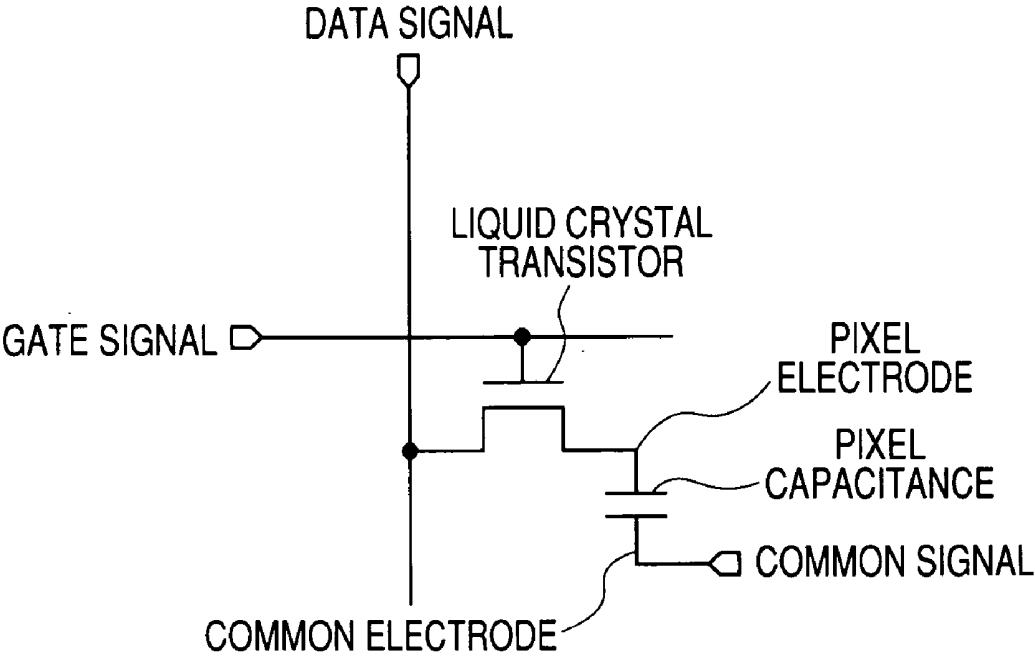 DATA SIGNAL
LIQUID CRYSTAL
TRANSISTOR
GATE SIGNAL
PIXEL
ELECTRODE
PIXEL
CAPACITANCE
COMMON SIGNAL
COMMON ELECTRODE